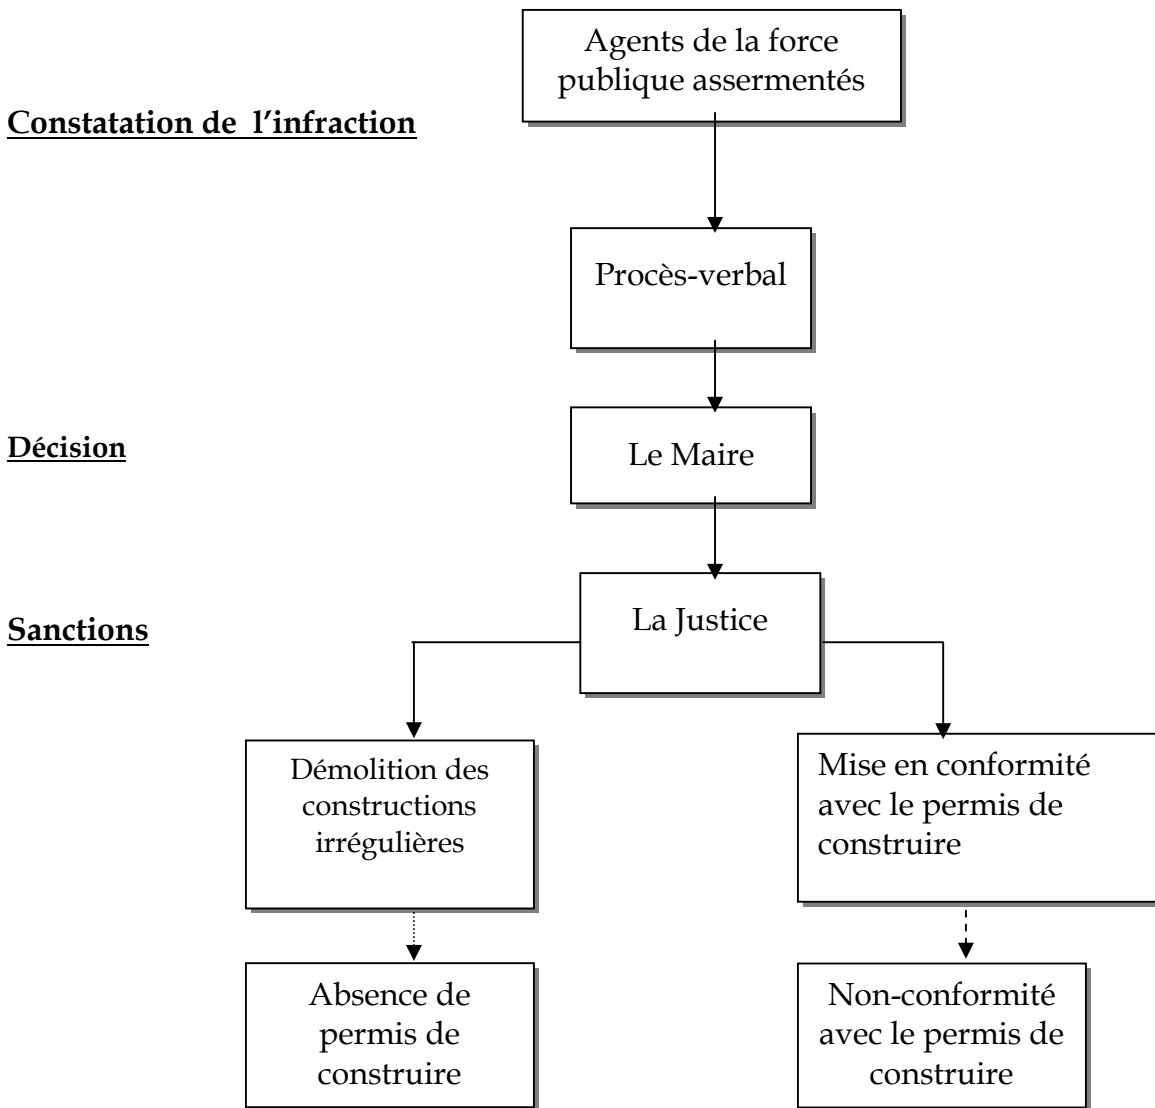 Agents de la force
publique assermentés
Constatation de  l’infraction
Procès-verbal
Décision
Le Maire
Sanctions
La Justice
Démolition des
constructions
irrégulières
Mise en conformité
avec le permis de
construire
Absence de
permis de
construire
Non-conformité
avec le permis de
construire